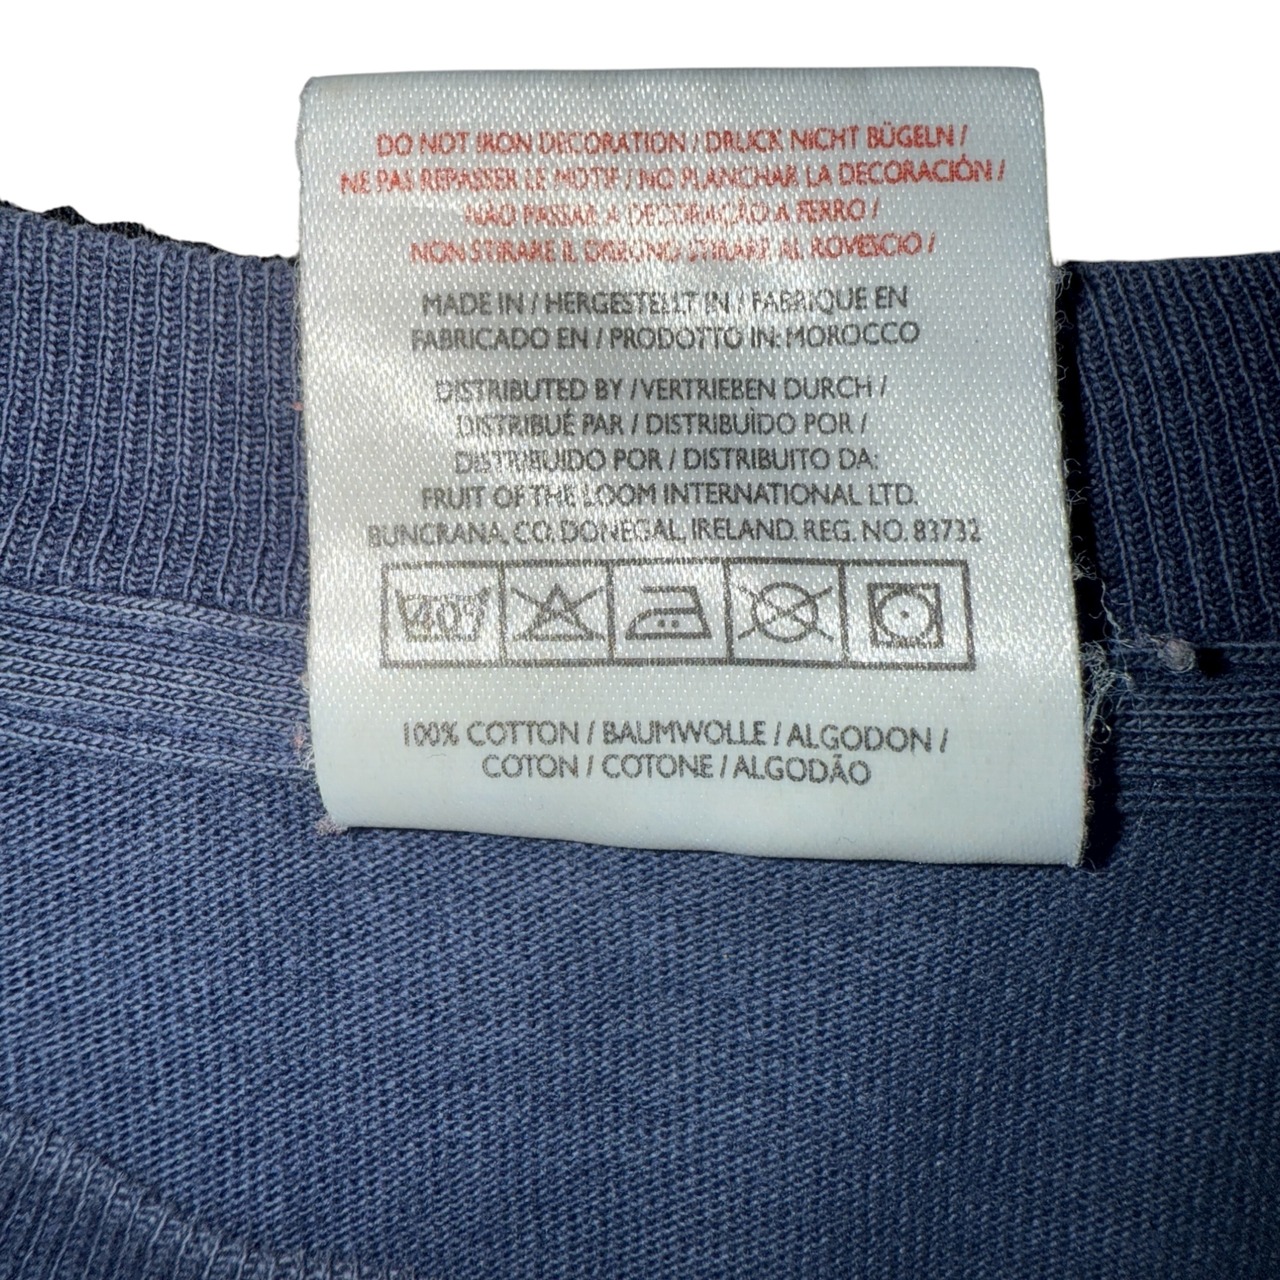 DO NOT IRON DECORATION / DRUCK NICHT BÜGELN /
NE PAS REPASSER LE MOTIF / NO PLANCHAR LA DECORACIÓN /
NÃO PASSAR A DECORAÇÃO A FERRO /
NON STIRARE IL DISEGNO STIRARE AL ROVESCIO /
MADE IN / HERGESTELLT IN / FABRIQUE EN
FABRICADO EN / PRODOTTO IN: MOROCCO
DISTRIBUTED BY / VERTRIEBEN DURCH /
DISTRIBUÉ PAR / DISTRIBUÌDO POR /
DISTRIBUIDO POR / DISTRIBUITO DA:
FRUIT OF THE LOOM INTERNATIONAL LTD.
BUNCRANA, CO. DONEGAL, IRELAND. REG. NO. 83732
40°
100% COTTON / BAUMWOLLE / ALGODON /
COTON / COTONE / ALGODÃO